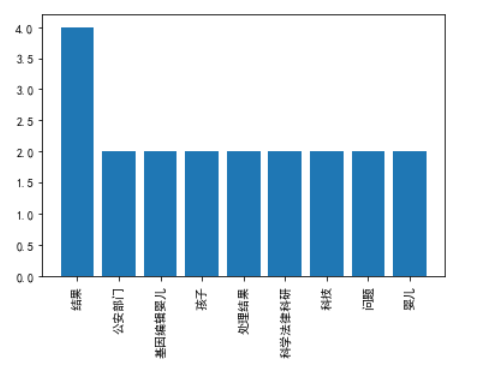 4.0
3.5
3.0
2.5
2.0
1.5
1.0
0.5
0.0
结果
公安部门
基因编辑婴儿
孩子
处理结果
科学法律科研
科技
问题
婴儿